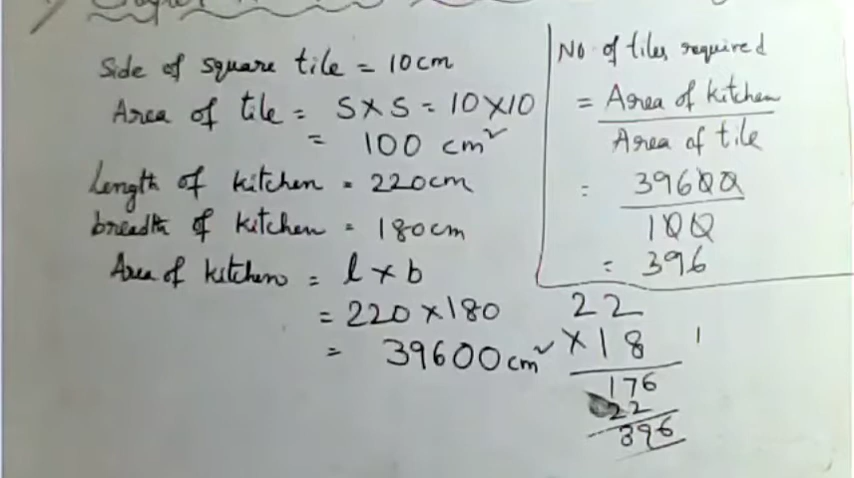 Side of square tile = 10cm
Area of tile = S×S = 10×10
= 100 cm²
Length of kitchen = 220cm
breadth of kitchen = 180cm
Area of kitchen = l × b
= 220×180
= 39600cm²
No of tiles required
= Area of kitchen
Area of tile
= 39600
100
= 396
22
×18 1
176
22
396